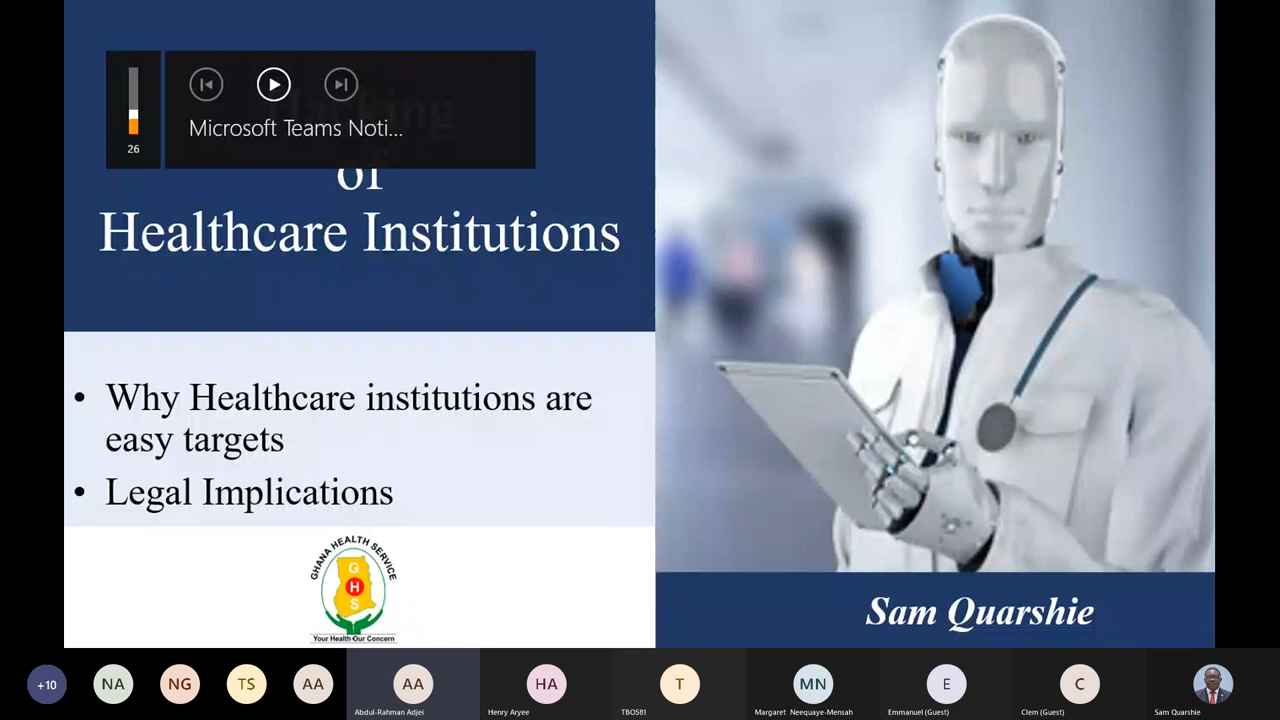 Microsoft Teams Noti...
26
Hacking
of
Healthcare Institutions
• Why Healthcare institutions are
easy targets
• Legal Implications
GHANA HEALTH SERVICE
G
H
S
Your Health Our Concern
Sam Quarshie
+10
NA
NG
TS
AA
AA
HA
T
MN
E
C
Abdul-Rahman Adjei
Henry Aryee
TBO581
Margaret Neequaye-Mensah
Emmanuel (Guest)
Clem (Guest)
Sam Quarshie